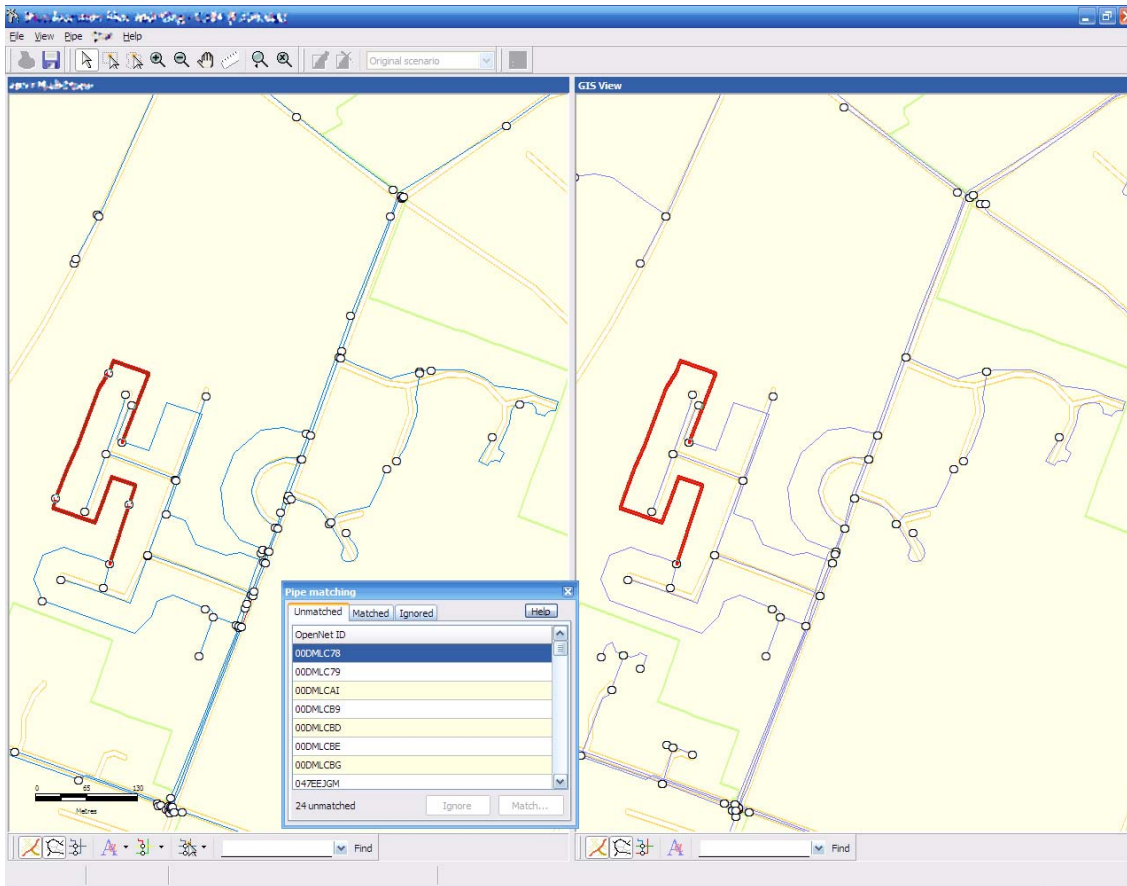 File View Pipe Help
Original scenario
GIS View
Pipe matching
Unmatched Matched Ignored Help
OpenNet ID
00DMLC78
00DMLC79
00DMLCAI
00DMLCB9
00DMLCBD
00DMLCBE
00DMLCBG
047EEJGM
24 unmatched Ignore Match...
0 65 130
Metres
Find
Find